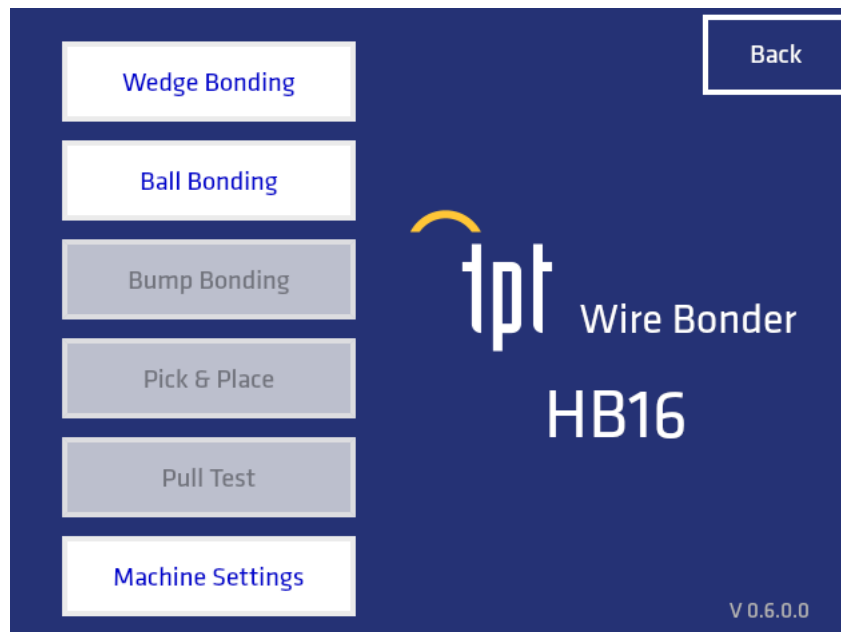 Wedge Bonding
Ball Bonding
Bump Bonding
Pick & Place
Pull Test
Machine Settings
Back
tpt Wire Bonder
HB16
V 0.6.0.0